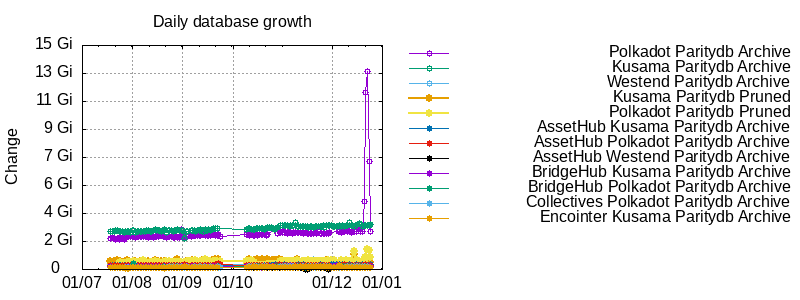 Daily database growth
15 Gi
13 Gi
11 Gi
9 Gi
7 Gi
6 Gi
4 Gi
2 Gi
0
Change
01/07 01/08 01/09 01/10 01/12 01/01
Polkadot Paritydb Archive
Kusama Paritydb Archive
Westend Paritydb Archive
Kusama Paritydb Pruned
Polkadot Paritydb Pruned
AssetHub Kusama Paritydb Archive
AssetHub Polkadot Paritydb Archive
AssetHub Westend Paritydb Archive
BridgeHub Kusama Paritydb Archive
BridgeHub Polkadot Paritydb Archive
Collectives Polkadot Paritydb Archive
Encointer Kusama Paritydb Archive